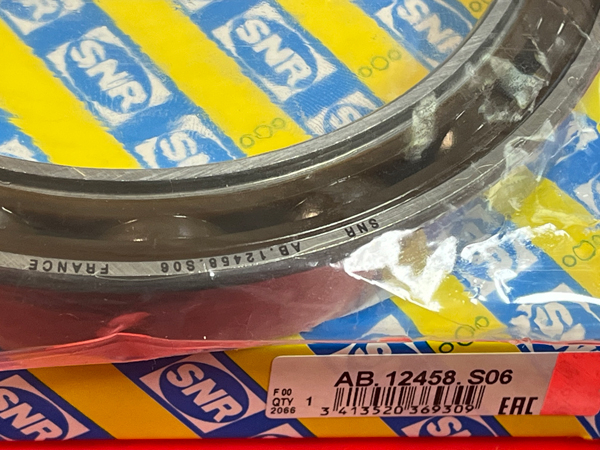 SNR
SNR
SNR
SNR
SNR
SNR AB.12458.S06 FRANCE
AB.12458.S06
F 00
QTY 1
2066
3 413520 369309
EAC
SNR
SNR